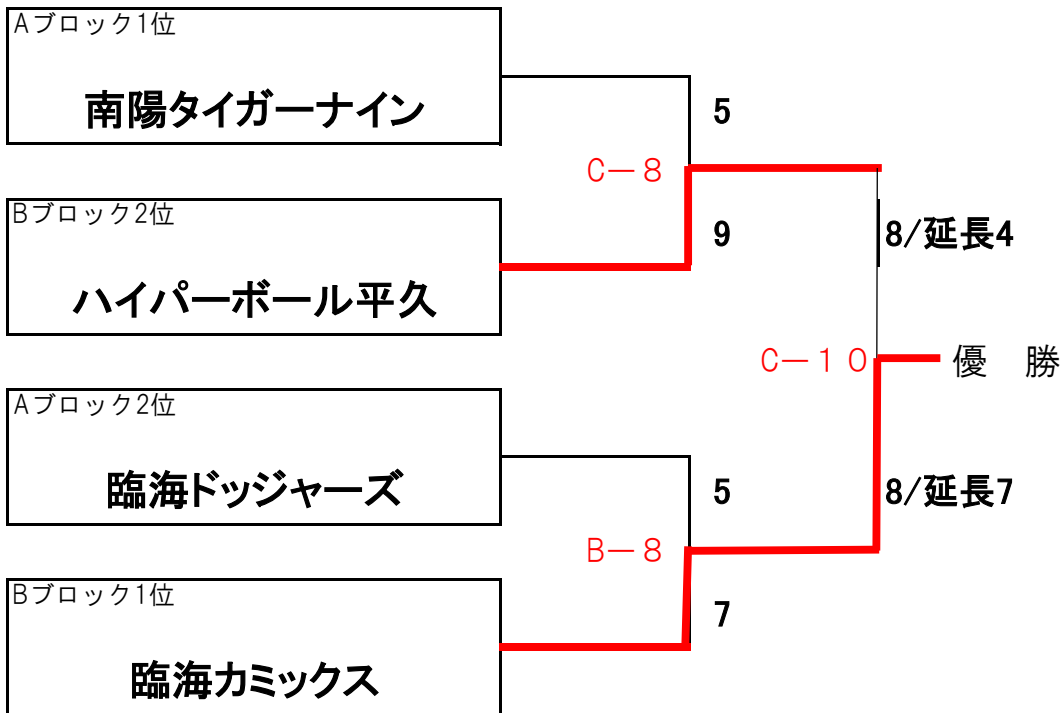 Aブロック1位
南陽タイガーナイン
5
C－８
Bブロック2位
9
8/延長4
ハイパーボール平久
C－１０
優　勝
Aブロック2位
臨海ドッジャーズ
5
8/延長7
B－８
Bブロック1位
7
臨海カミックス